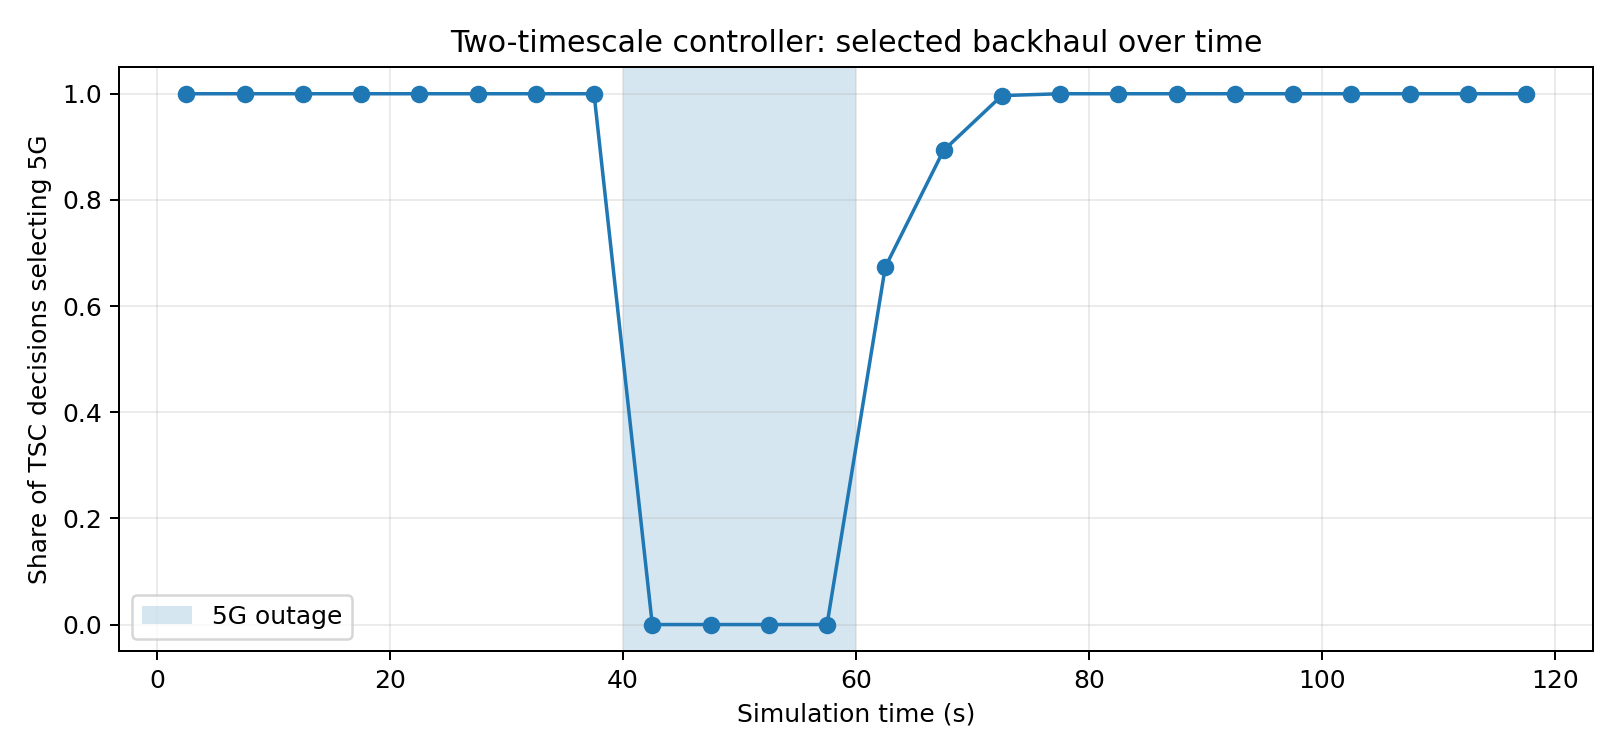 Two-timescale controller: selected backhaul over time
Share of TSC decisions selecting 5G
1.0
0.8
0.6
0.4
0.2
0.0
5G outage
0 20 40 60 80 100 120
Simulation time (s)